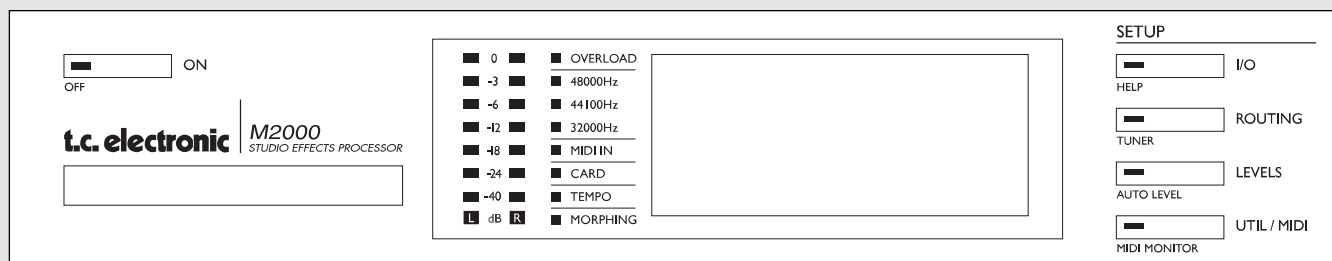 ON
OFF
t.c. electronic
M2000
STUDIO EFFECTS PROCESSOR
0 OVERLOAD
-3 48000Hz
-6 44100Hz
-12 32000Hz
-18 MIDI IN
-24 CARD
-40 TEMPO
L dB R MORPHING
SETUP
I/O
HELP
ROUTING
TUNER
LEVELS
AUTO LEVEL
UTIL / MIDI
MIDI MONITOR